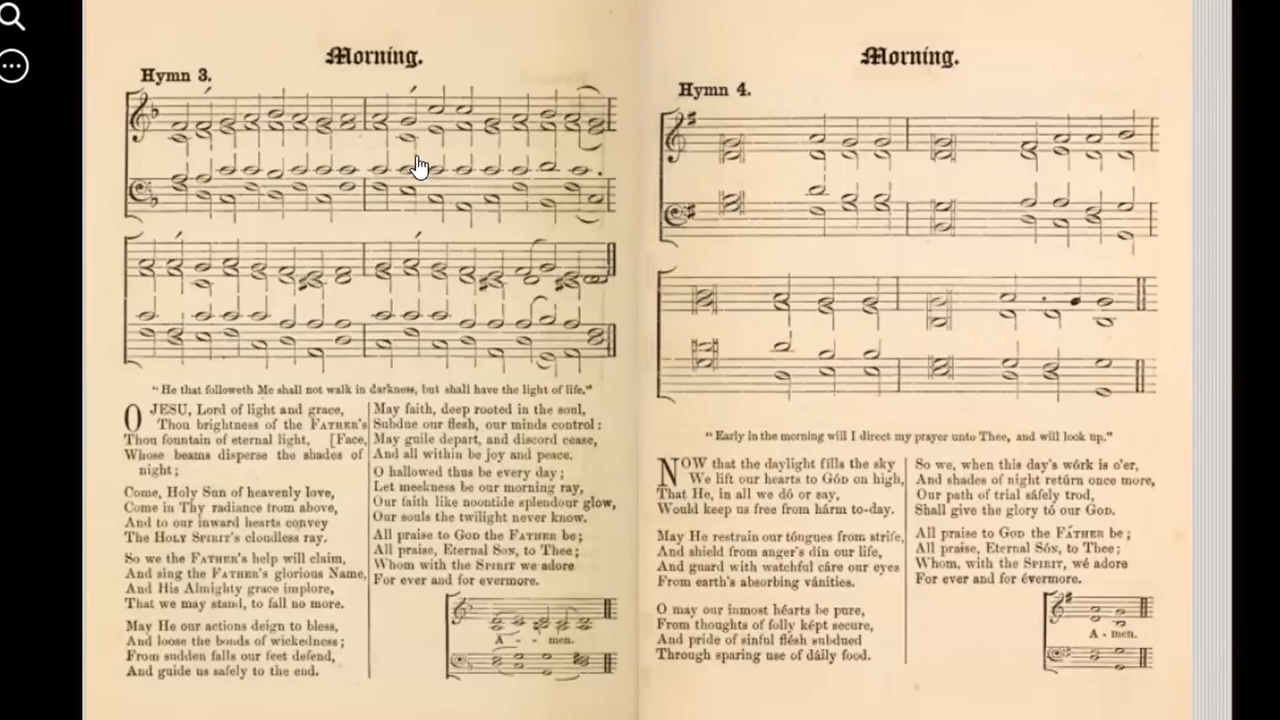 Morning.
Hymn 3.
"He that followeth Me shall not walk in darkness, but shall have the light of life."
O JESU, Lord of light and grace,
Thou brightness of the FATHER'S
Thou fountain of eternal light, [Face,
Whose beams disperse the shades of
night;
Come, Holy Sun of heavenly love,
Come in Thy radiance from above,
And to our inward hearts convey
The HOLY SPIRIT'S cloudless ray.
So we the FATHER'S help will claim,
And sing the FATHER'S glorious Name,
And His Almighty grace implore,
That we may stand, to fall no more.
May He our actions deign to bless,
And loose the bonds of wickedness;
From sudden falls our feet defend,
And guide us safely to the end.
May faith, deep rooted in the soul,
Subdue our flesh, our minds control:
May guile depart, and discord cease,
And all within be joy and peace.
O hallowed thus be every day;
Let meekness be our morning ray,
Our faith like noontide splendour glow,
Our souls the twilight never know.
All praise to GOD the FATHER be;
All praise, Eternal SON, to Thee;
Whom with the SPIRIT we adore
For ever and for evermore.
A - - men.
Morning.
Hymn 4.
"Early in the morning will I direct my prayer unto Thee, and will look up."
NOW that the daylight fills the sky
We lift our hearts to GÓD on high,
That He, in all we dó or say,
Would keep us free from hárm to-day.
May He restrain our tóngues from strife,
And shield from anger's dín our life,
And guard with watchful cáre our eyes
From earth's absorbing vánities.
O may our inmost héarts be pure,
From thoughts of folly képt secure,
And pride of sinful flésh subdued
Through sparing use of dáily food.
So we, when this day's wórk is o'er,
And shades of night retúrn once more,
Our path of trial sáfely trod,
Shall give the glory tó our GOD.
All praise to GOD the FÁTHER be;
All praise, Eternal SÓN, to Thee;
Whom, with the SPIRIT, wé adore
For ever and for évermore.
A - men.